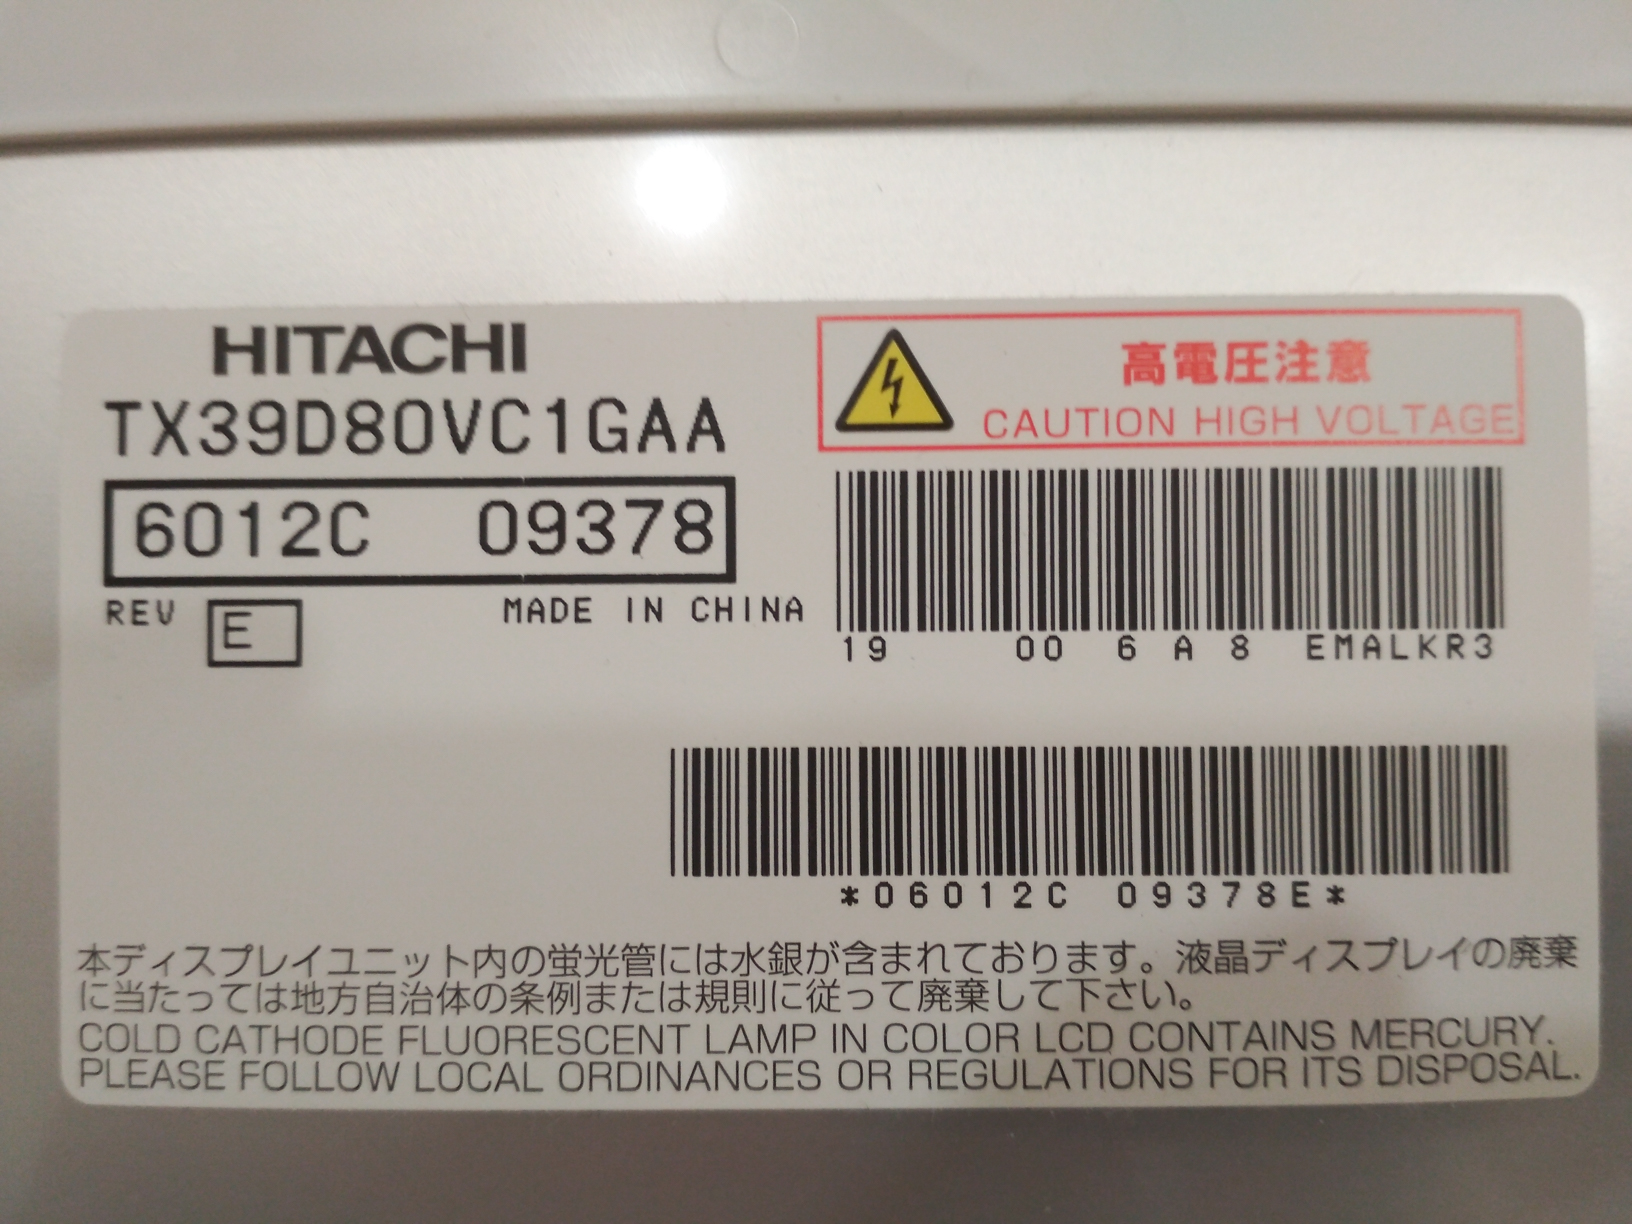 HITACHI
TX39D80VC1GAA
6012C 09378
REV E MADE IN CHINA
高電圧注意
CAUTION HIGH VOLTAGE
19 00 6 A 8 EMALKR3
*06012C 09378E*
本ディスプレイユニット内の蛍光管には水銀が含まれております。液晶ディスプレイの廃棄
に当たっては地方自治体の条例または規則に従って廃棄して下さい。
COLD CATHODE FLUORESCENT LAMP IN COLOR LCD CONTAINS MERCURY.
PLEASE FOLLOW LOCAL ORDINANCES OR REGULATIONS FOR ITS DISPOSAL.